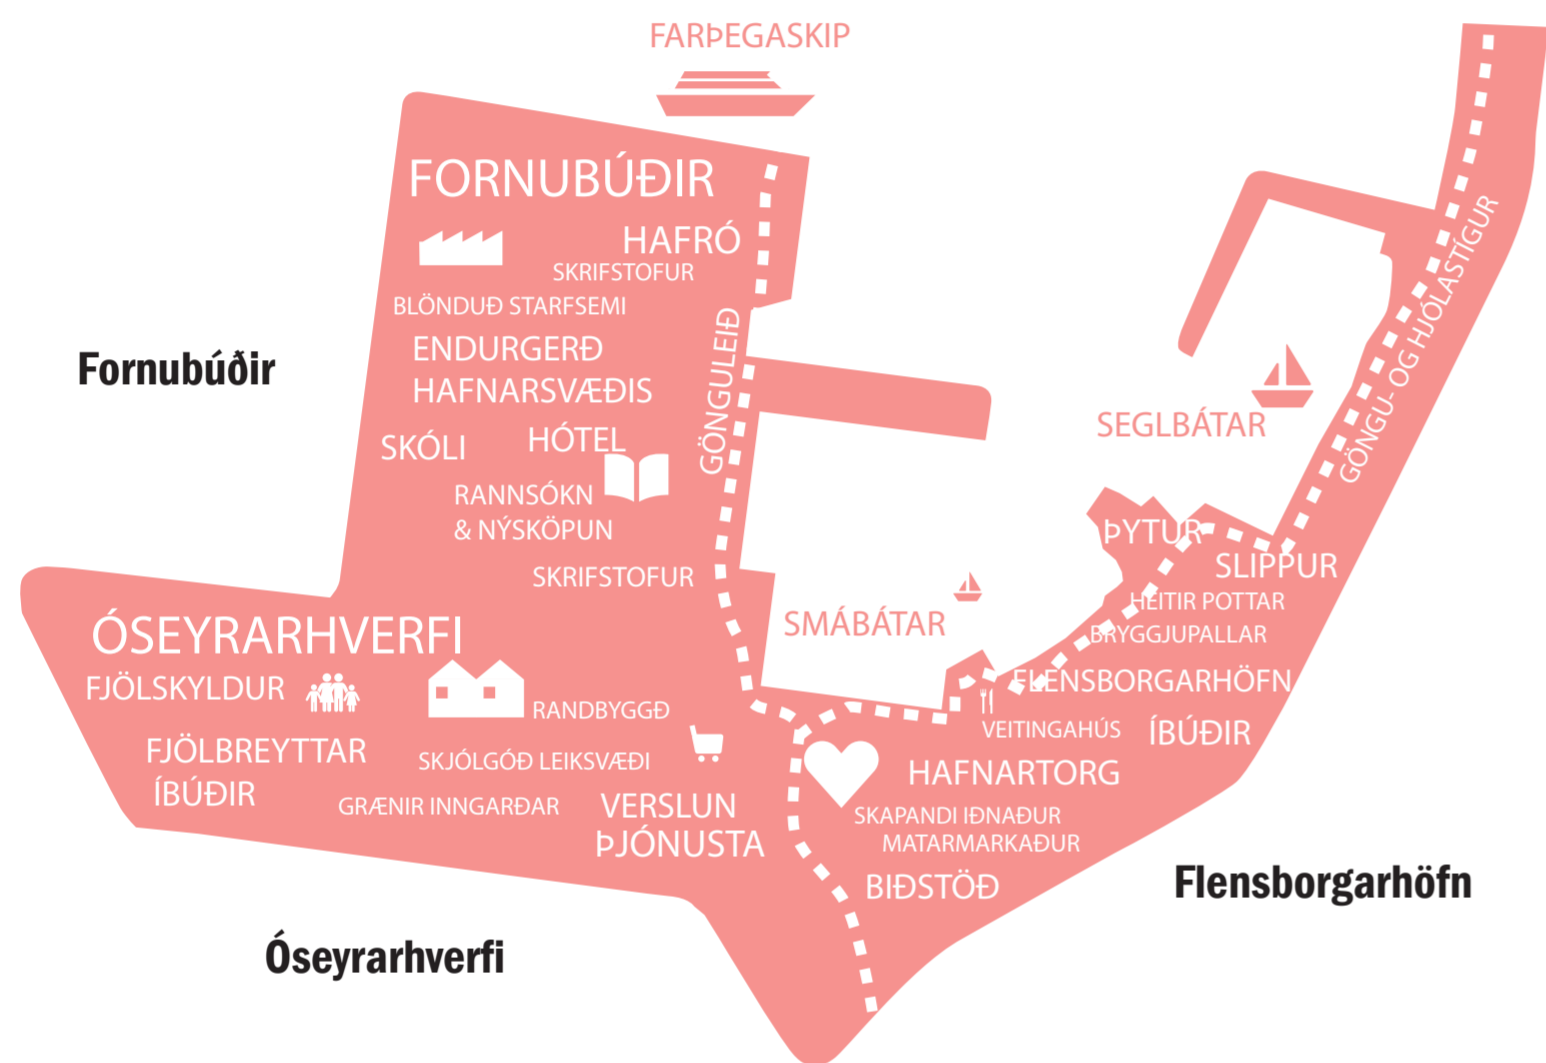 FARÞEGASKIP
FORNUBÚÐIR
HAFRÓ
SKRIFSTOFUR
BLÖNDUÐ STARFSEMI
ENDURGERÐ
HAFNARSVÆÐIS
SKÓLI
HÓTEL
RANNSÓKN
& NÝSKÖPUN
SKRIFSTOFUR
GÖNGULEIÐ
Fornubúðir
ÓSEYRARHVERFI
FJÖLSKYLDUR
RANDBYGGÐ
FJÖLBREYTTAR
ÍBÚÐIR
SKJÓLGÓÐ LEIKSVÆÐI
GRÆNIR INNGARÐAR
VERSLUN
ÞJÓNUSTA
Óseyrarhverfi
GÖNGU- OG HJÓLASTÍGUR
SEGLBÁTAR
SMÁBÁTAR
ÞYTUR
SLIPPUR
HEITIR POTTAR
BRYGGJUPALLAR
FLENSBORGARHÖFN
VEITINGAHÚS
ÍBÚÐIR
HAFNARTORG
SKAPANDI IÐNAÐUR
MATARMARKAÐUR
BIÐSTÖÐ
Flensborgarhöfn